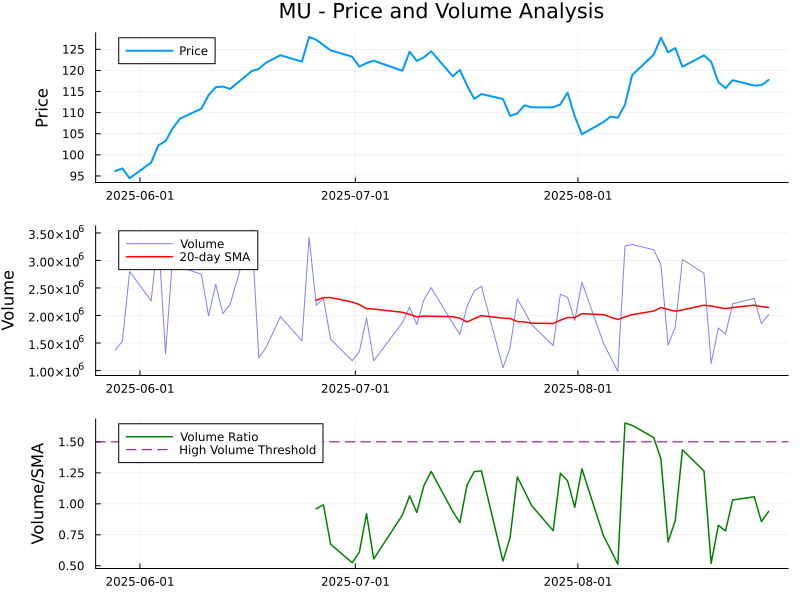 MU - Price and Volume Analysis
Price
125
120
115
110
105
100
95
Price
2025-06-01 2025-07-01 2025-08-01
Volume
3.50×10⁶
3.00×10⁶
2.50×10⁶
2.00×10⁶
1.50×10⁶
1.00×10⁶
Volume
20-day SMA
2025-06-01 2025-07-01 2025-08-01
Volume/SMA
1.50
1.25
1.00
0.75
0.50
Volume Ratio
High Volume Threshold
2025-06-01 2025-07-01 2025-08-01